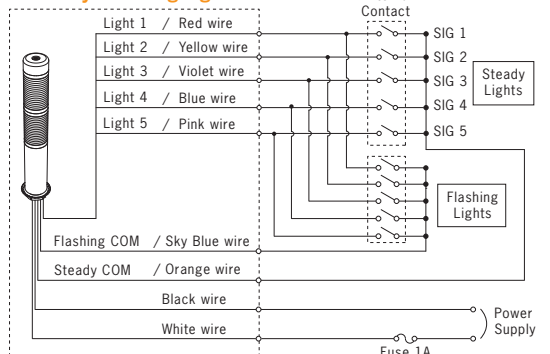 Contact
Light 1 / Red wire
SIG 1
Light 2 / Yellow wire
SIG 2
Light 3 / Violet wire
SIG 3
Steady
Lights
Light 4 / Blue wire
SIG 4
Light 5 / Pink wire
SIG 5
Flashing
Lights
Flashing COM / Sky Blue wire
Steady COM / Orange wire
Black wire
Power
Supply
White wire
Fuse 1A